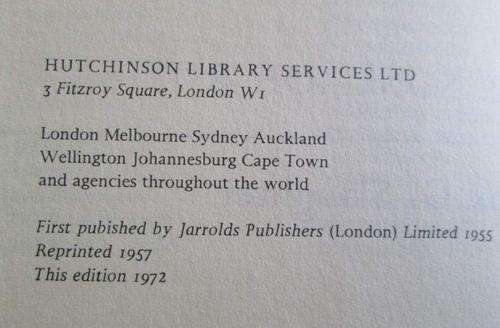 HUTCHINSON LIBRARY SERVICES LTD
3 Fitzroy Square, London W1
London Melbourne Sydney Auckland
Wellington Johannesburg Cape Town
and agencies throughout the world
First pubished by Jarrolds Publishers (London) Limited 1955
Reprinted 1957
This edition 1972